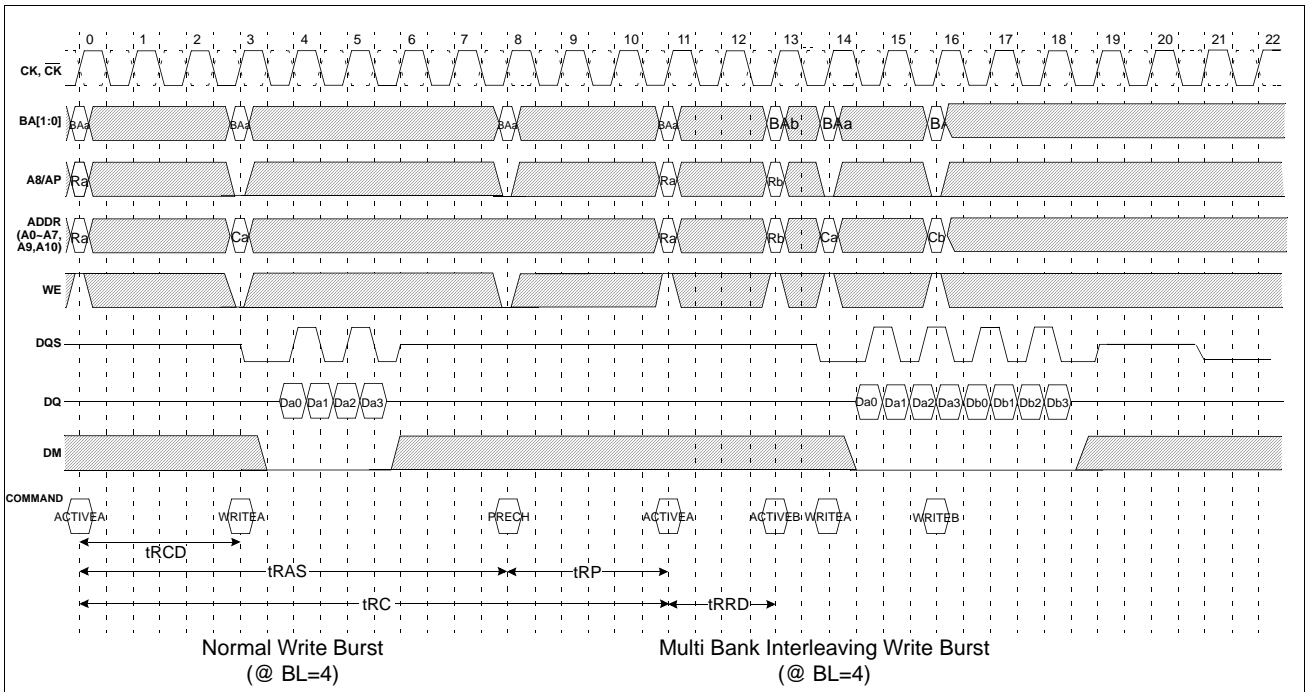 0 1 2 3 4 5 6 7 8 9 10 11 12 13 14 15 16 17 18 19 20 21 22
CK, CK
BA[1:0] BAa BAa BAa BAa BAb BAa BA
A8/AP Ra Ra Rb
ADDR
(A0~A7,
A9,A10)
Ra Ca Ra Rb Ca Cb
WE
DQS
DQ Da0 Da1 Da2 Da3 Da0 Da1 Da2 Da3 Db0 Db1 Db2 Db3
DM
COMMAND
ACTIVEA WRITEA PRECH ACTIVEA ACTIVEB WRITEA WRITEB
tRCD
tRAS tRP
tRC tRRD
Normal Write Burst
(@ BL=4)
Multi Bank Interleaving Write Burst
(@ BL=4)